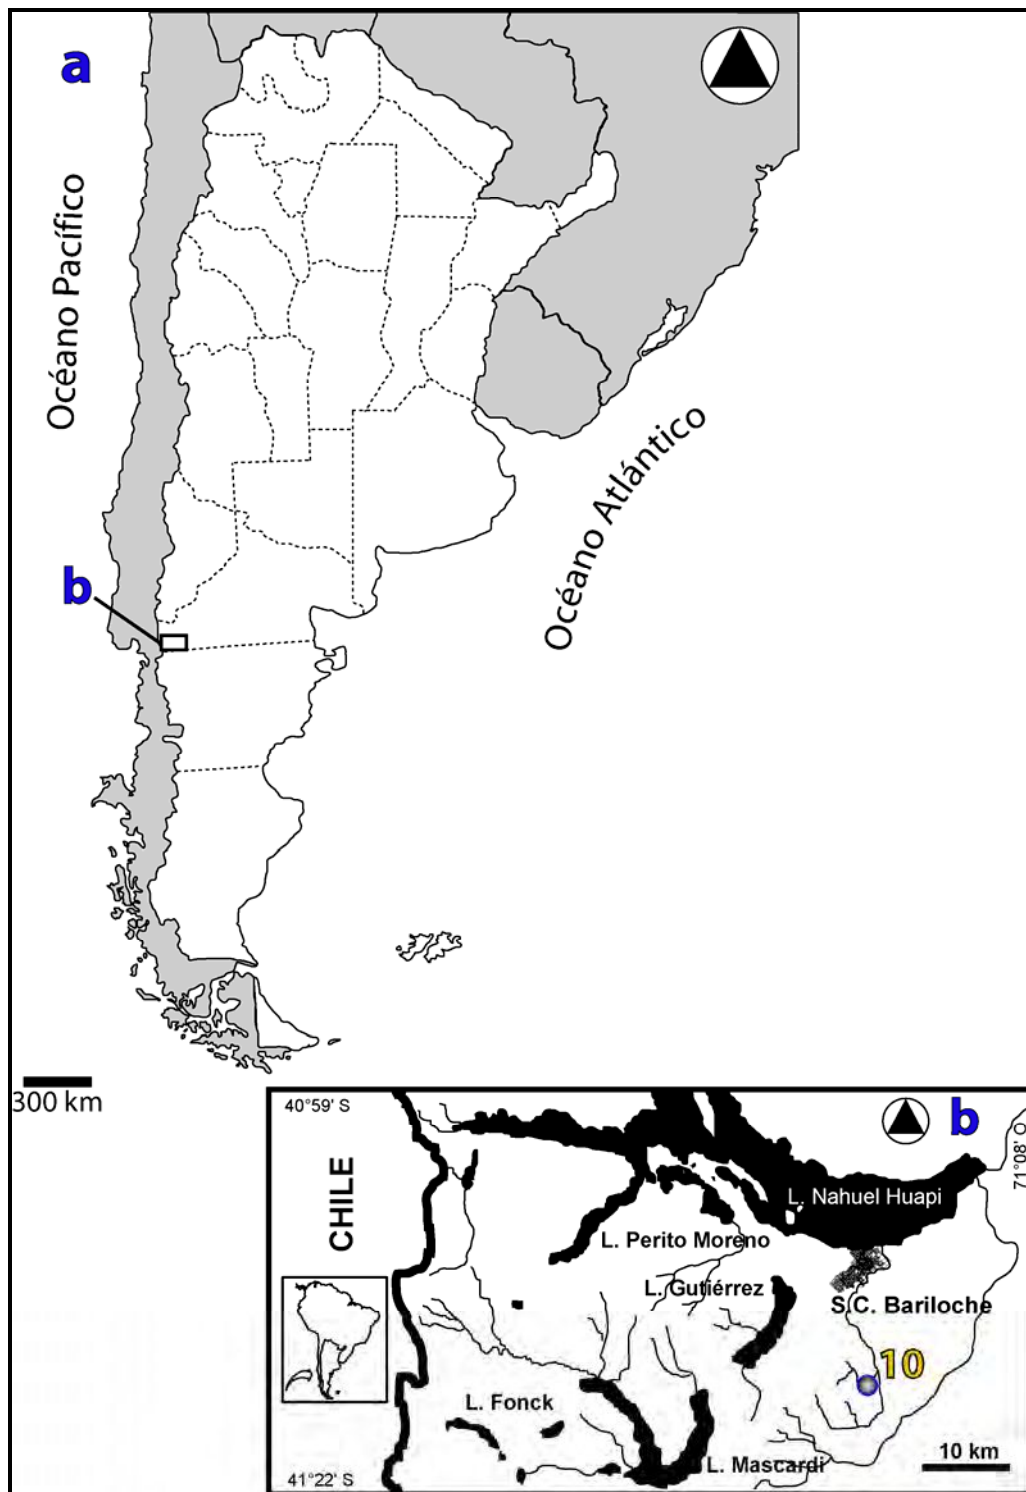 a
Océano Pacífico
Océano Atlántico
b
300 km
40°59' S
b
71°08' O
CHILE
L. Nahuel Huapi
L. Perito Moreno
L. Gutiérrez
S.C. Bariloche
10
L. Fonck
L. Mascardi
10 km
41°22' S